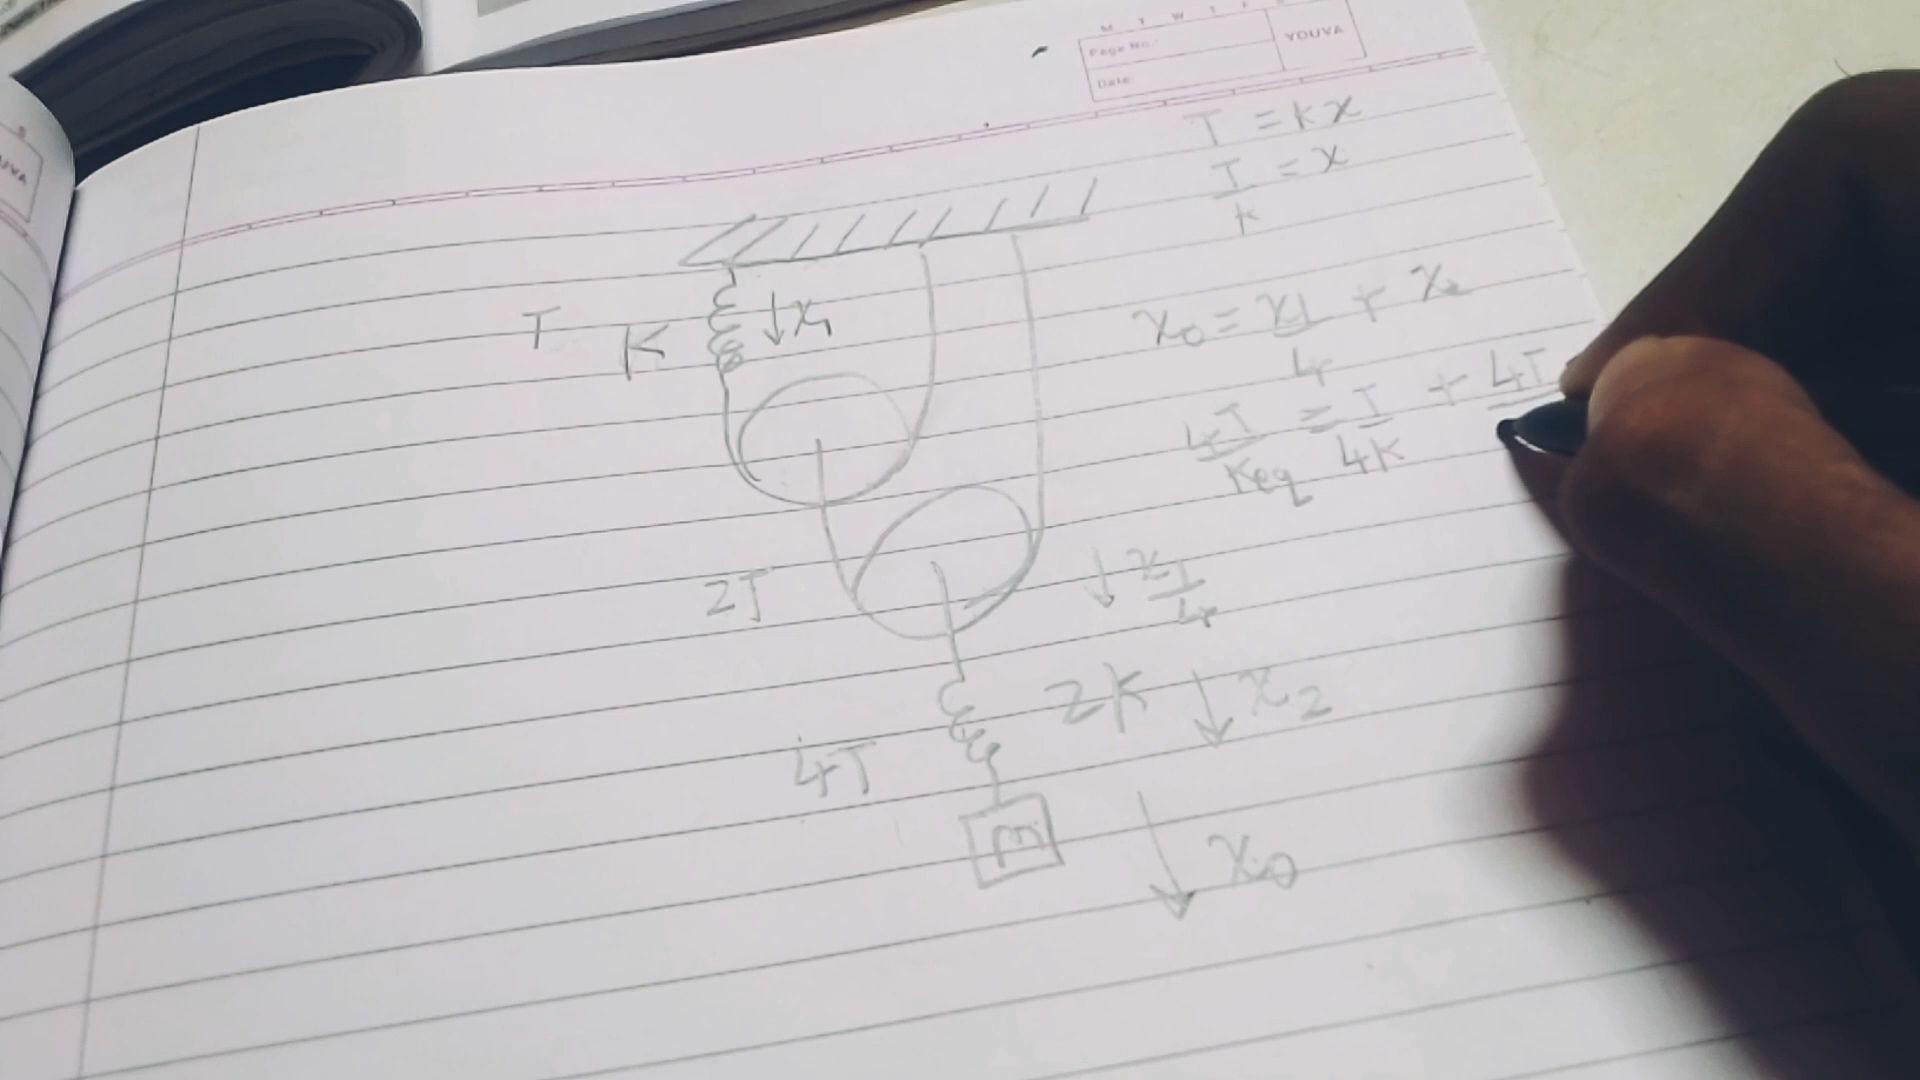 M T W T F S
Page No.:
YOUVA
Date:
T = kx
T/k = x
T K ↓x₁
x₀ = x₁/4 + x₂
4T/Keq = T/4K + 4T
2T
↓ x₁/4
2K ↓ x₂
4T
m
↓ x₀